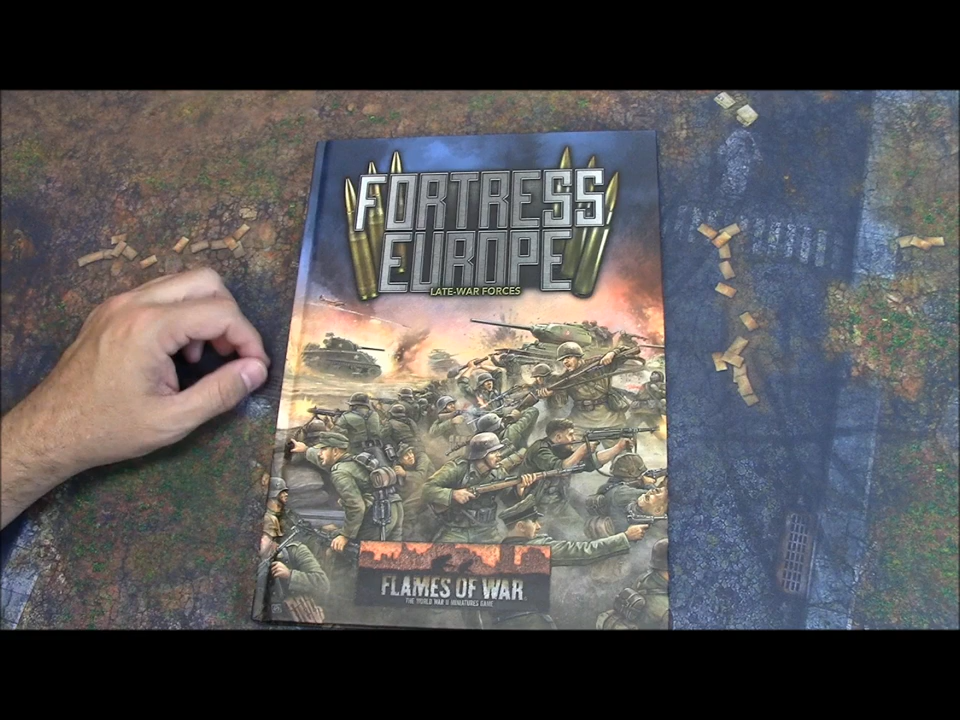 FORTRESS
EUROPE
LATE-WAR FORCES
FLAMES OF WAR
THE WORLD WAR II MINIATURES GAME